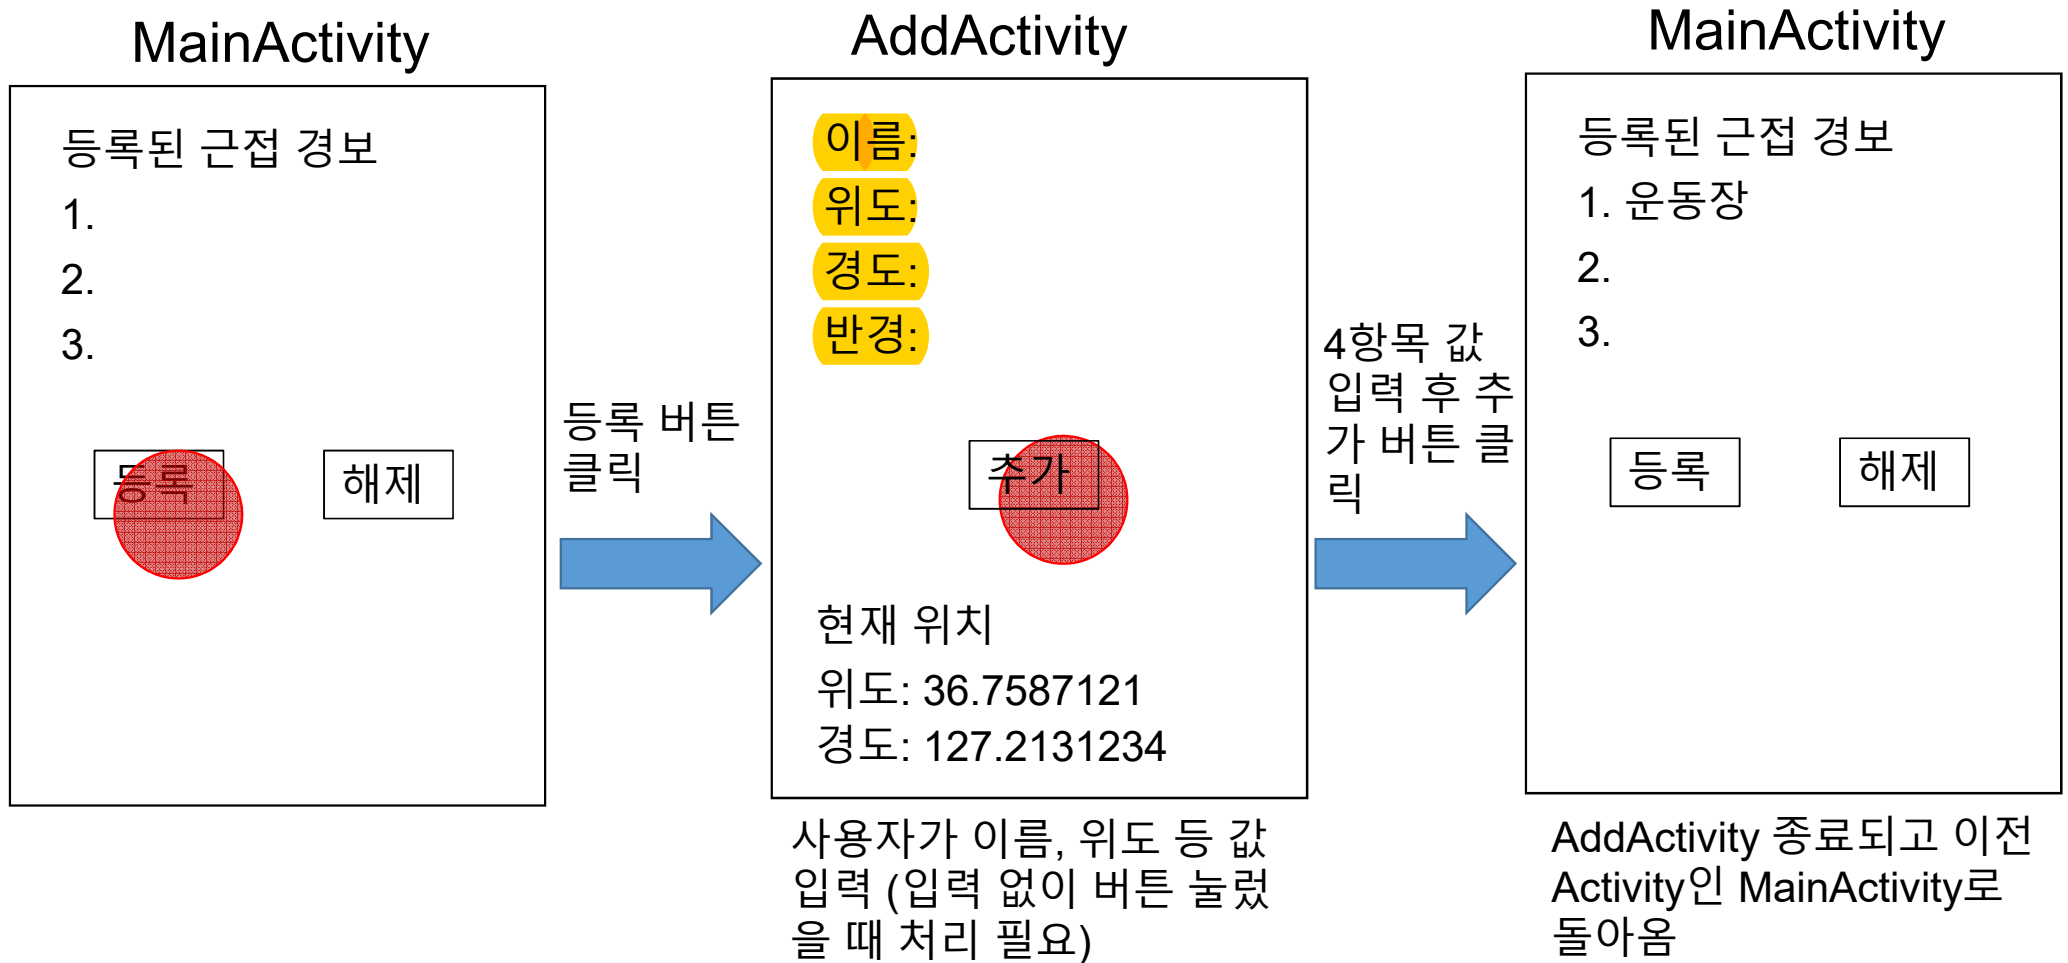 MainActivity
등록된 근접 경보
1.
2.
3.
등록
해제
등록 버튼
클릭
AddActivity
이름:
위도:
경도:
반경:
추가
현재 위치
위도: 36.7587121
경도: 127.2131234
사용자가 이름, 위도 등 값
입력 (입력 없이 버튼 눌렀
을 때 처리 필요)
4항목 값
입력 후 추
가 버튼 클
릭
MainActivity
등록된 근접 경보
1. 운동장
2.
3.
등록
해제
AddActivity 종료되고 이전
Activity인 MainActivity로
돌아옴